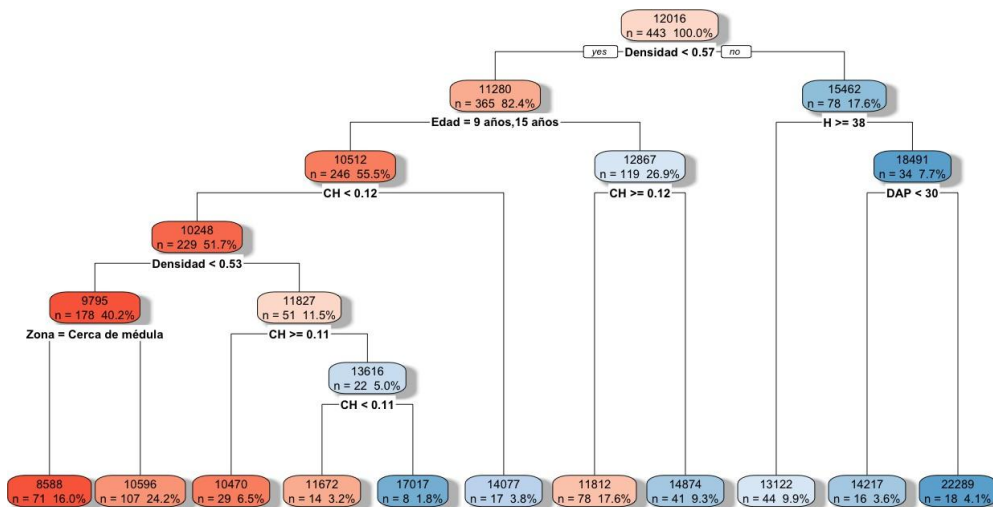 12016
n = 443 100.0%
yes Densidad < 0.57 no
11280
n = 365 82.4%
Edad = 9 años,15 años
15462
n = 78 17.6%
H >= 38
10512
n = 246 55.5%
CH < 0.12
12867
n = 119 26.9%
CH >= 0.12
18491
n = 34 7.7%
DAP < 30
10248
n = 229 51.7%
Densidad < 0.53
9795
n = 178 40.2%
Zona = Cerca de médula
11827
n = 51 11.5%
CH >= 0.11
13616
n = 22 5.0%
CH < 0.11
8588
n = 71 16.0%
10596
n = 107 24.2%
10470
n = 29 6.5%
11672
n = 14 3.2%
17017
n = 8 1.8%
14077
n = 17 3.8%
11812
n = 78 17.6%
14874
n = 41 9.3%
13122
n = 44 9.9%
14217
n = 16 3.6%
22289
n = 18 4.1%